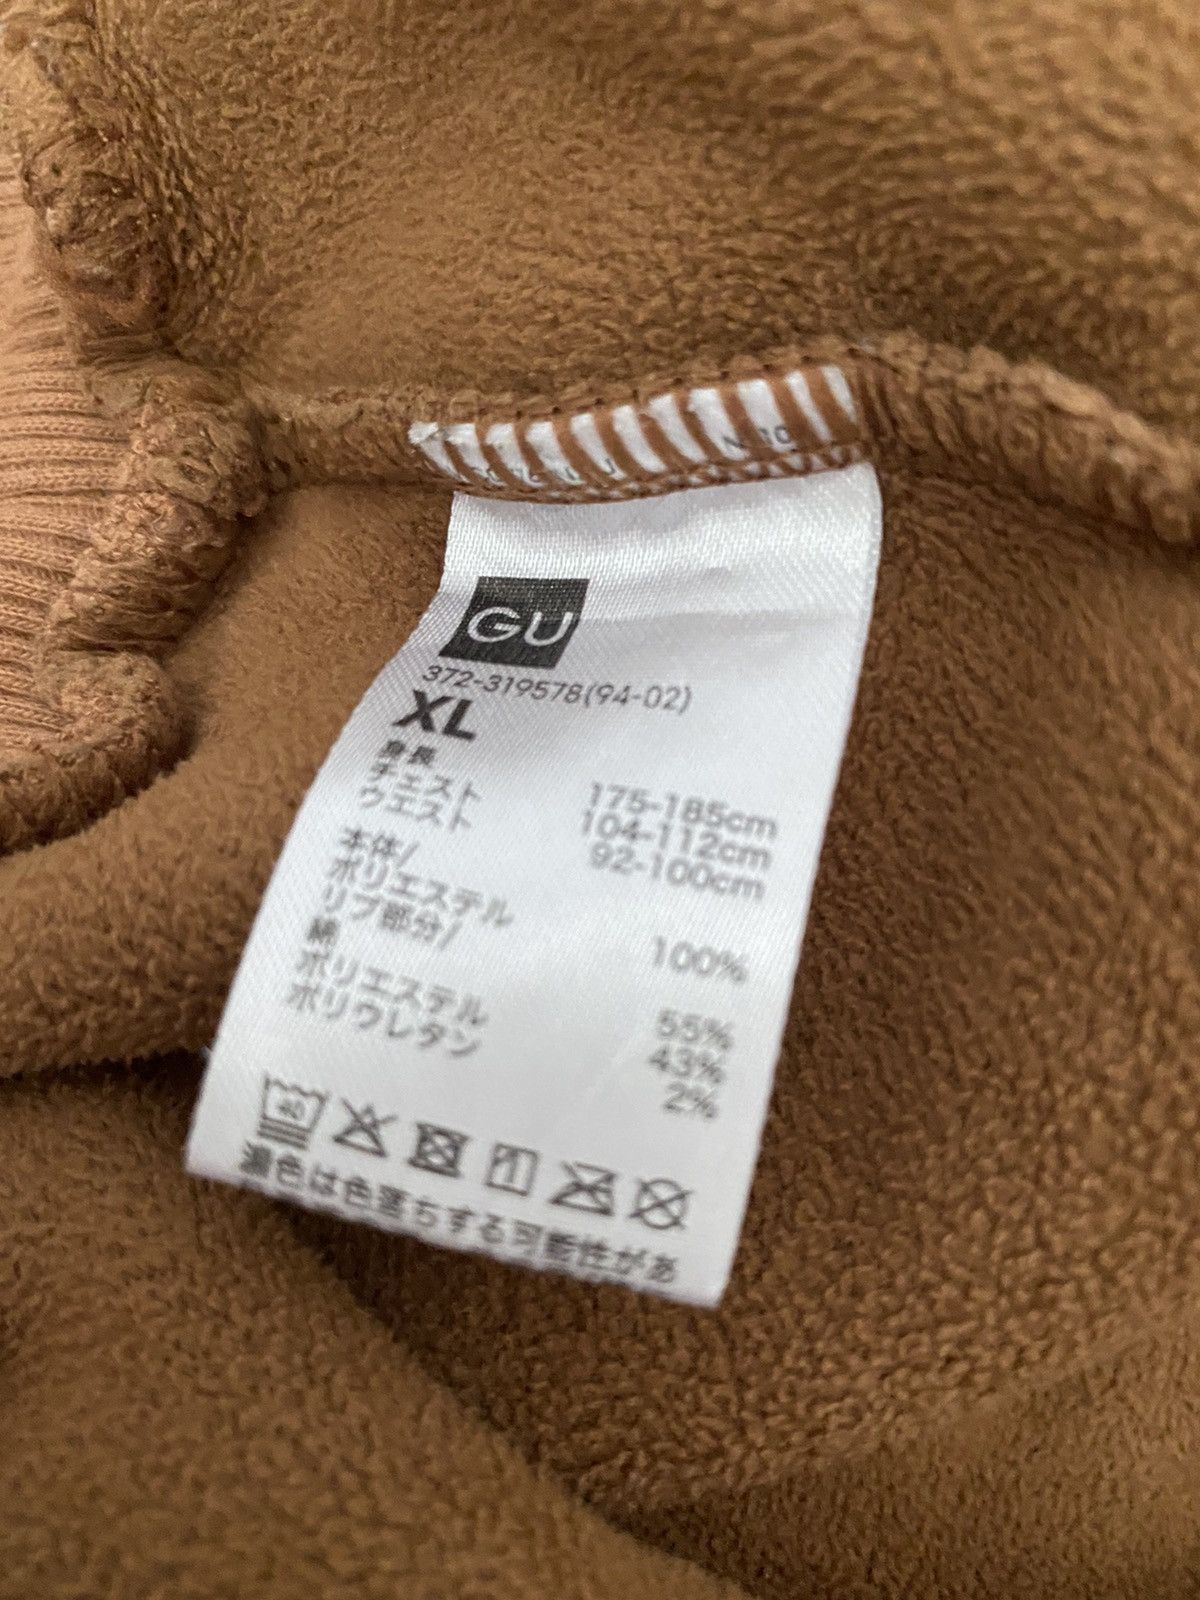 GU
372-319578(94-02)
XL
身長 175-185cm
チェスト 104-112cm
ウエスト 92-100cm
本体/
ポリエステル 100%
リブ部分/
綿 55%
ポリエステル 43%
ポリウレタン 2%
40
濃色は色落ちする可能性があ